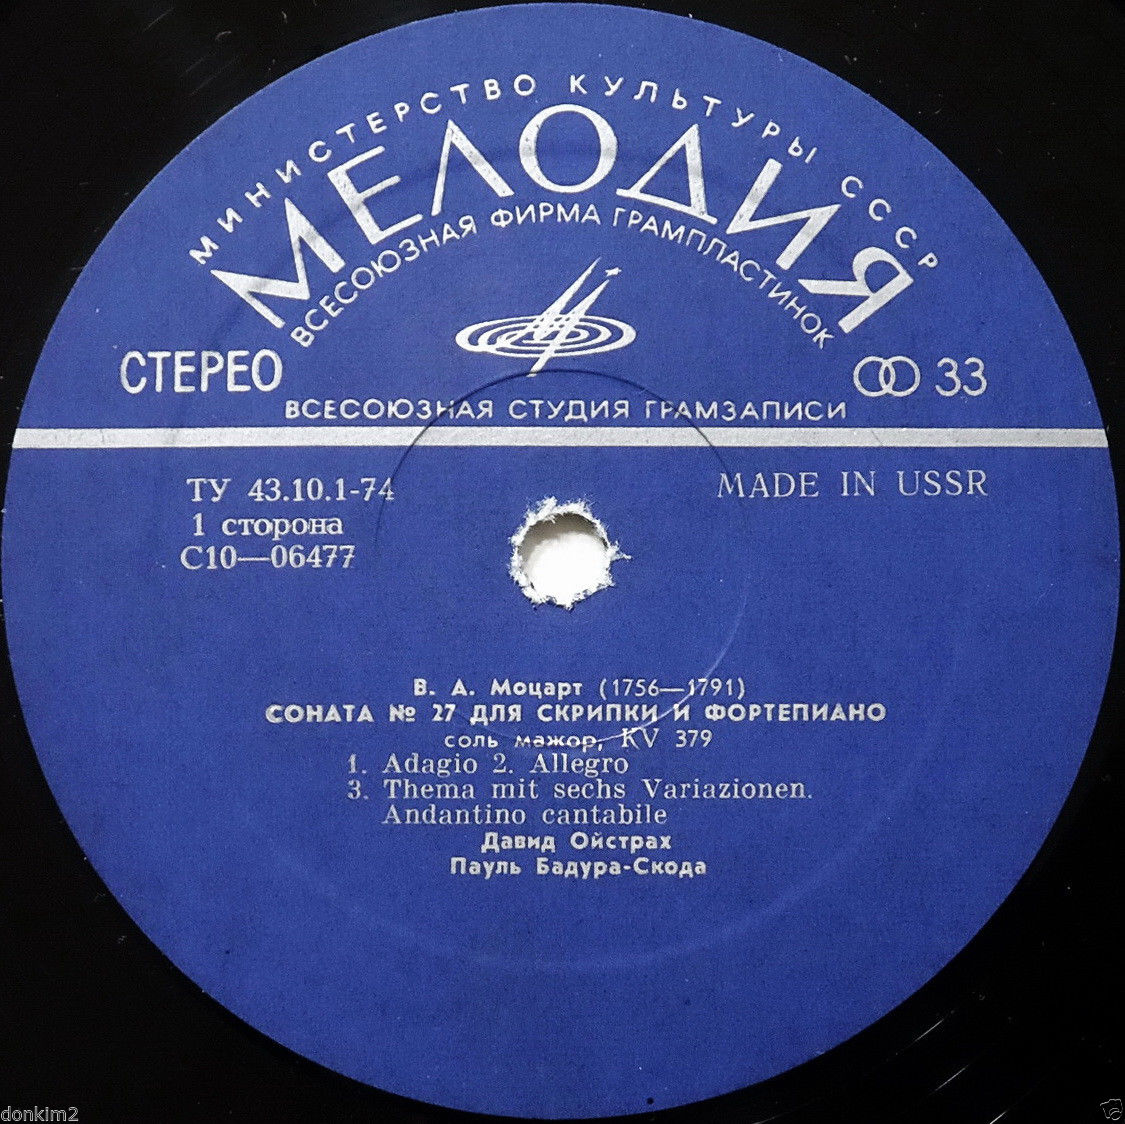 МИНИСТЕРСТВО КУЛЬТУРЫ СССР
МЕЛОДИЯ
ВСЕСОЮЗНАЯ ФИРМА ГРАМПЛАСТИНОК
СТЕРЕО
33
ВСЕСОЮЗНАЯ СТУДИЯ ГРАМЗАПИСИ
ТУ 43.10.1-74
MADE IN USSR
1 сторона
С10—06477
В. А. Моцарт (1756—1791)
СОНАТА № 27 ДЛЯ СКРИПКИ И ФОРТЕПИАНО
соль мажор, KV 379
1. Adagio 2. Allegro
3. Thema mit sechs Variazionen.
Andantino cantabile
Давид Ойстрах
Пауль Бадура-Скода
donkim2